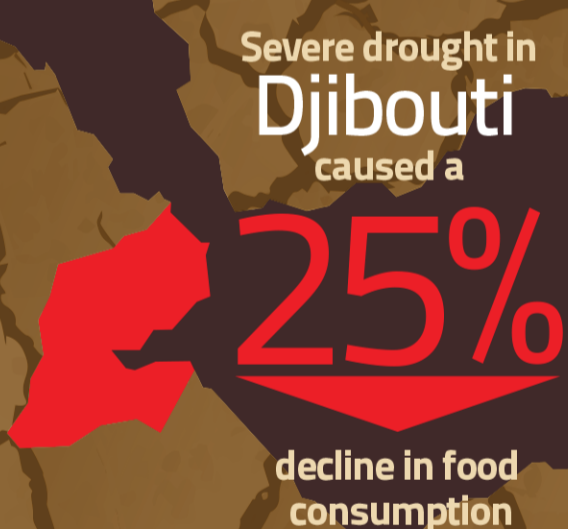 Severe drought in
Djibouti
caused a
25%
decline in food
consumption